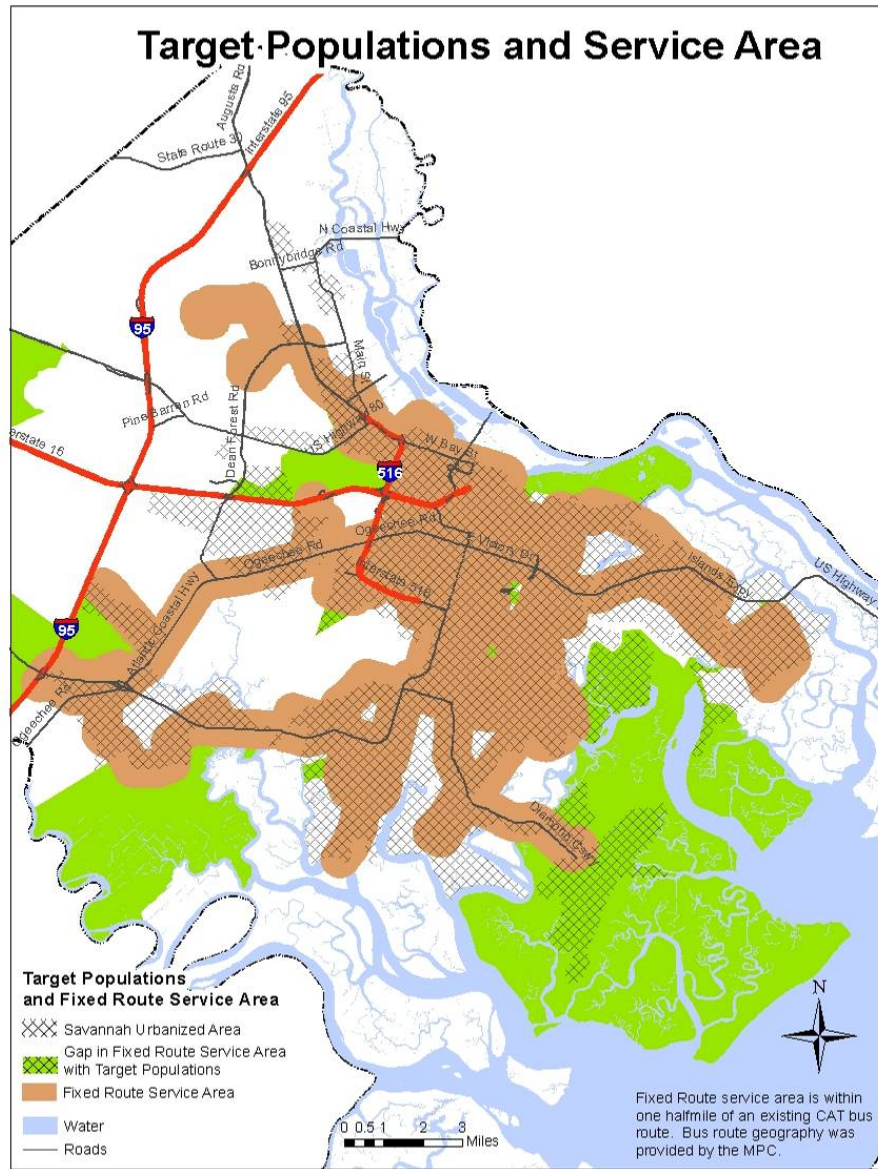 Target Populations and Service Area
Augusta Rd
Interstate 95
State Route 30
N Coastal Hwy
Bonnybridge Rd
95
Main St
Pine Barren Rd
Dean Forest Rd
S Highway 80
terstate 16
W Bay St
516
Ogeechee Rd
E Victory Dr
Ogeechee Rd
Interstate 516
Islands Expy
US Highway
Atlantic Coastal Hwy
95
Ogeechee Rd
Diamond Cswy
Target Populations
and Fixed Route Service Area
Savannah Urbanized Area
Gap in Fixed Route Service Area
with Target Populations
Fixed Route Service Area
Water
Roads
0 0.5 1 2 3
Miles
N
Fixed Route service area is within
one halfmile of an existing CAT bus
route. Bus route geography was
provided by the MPC.